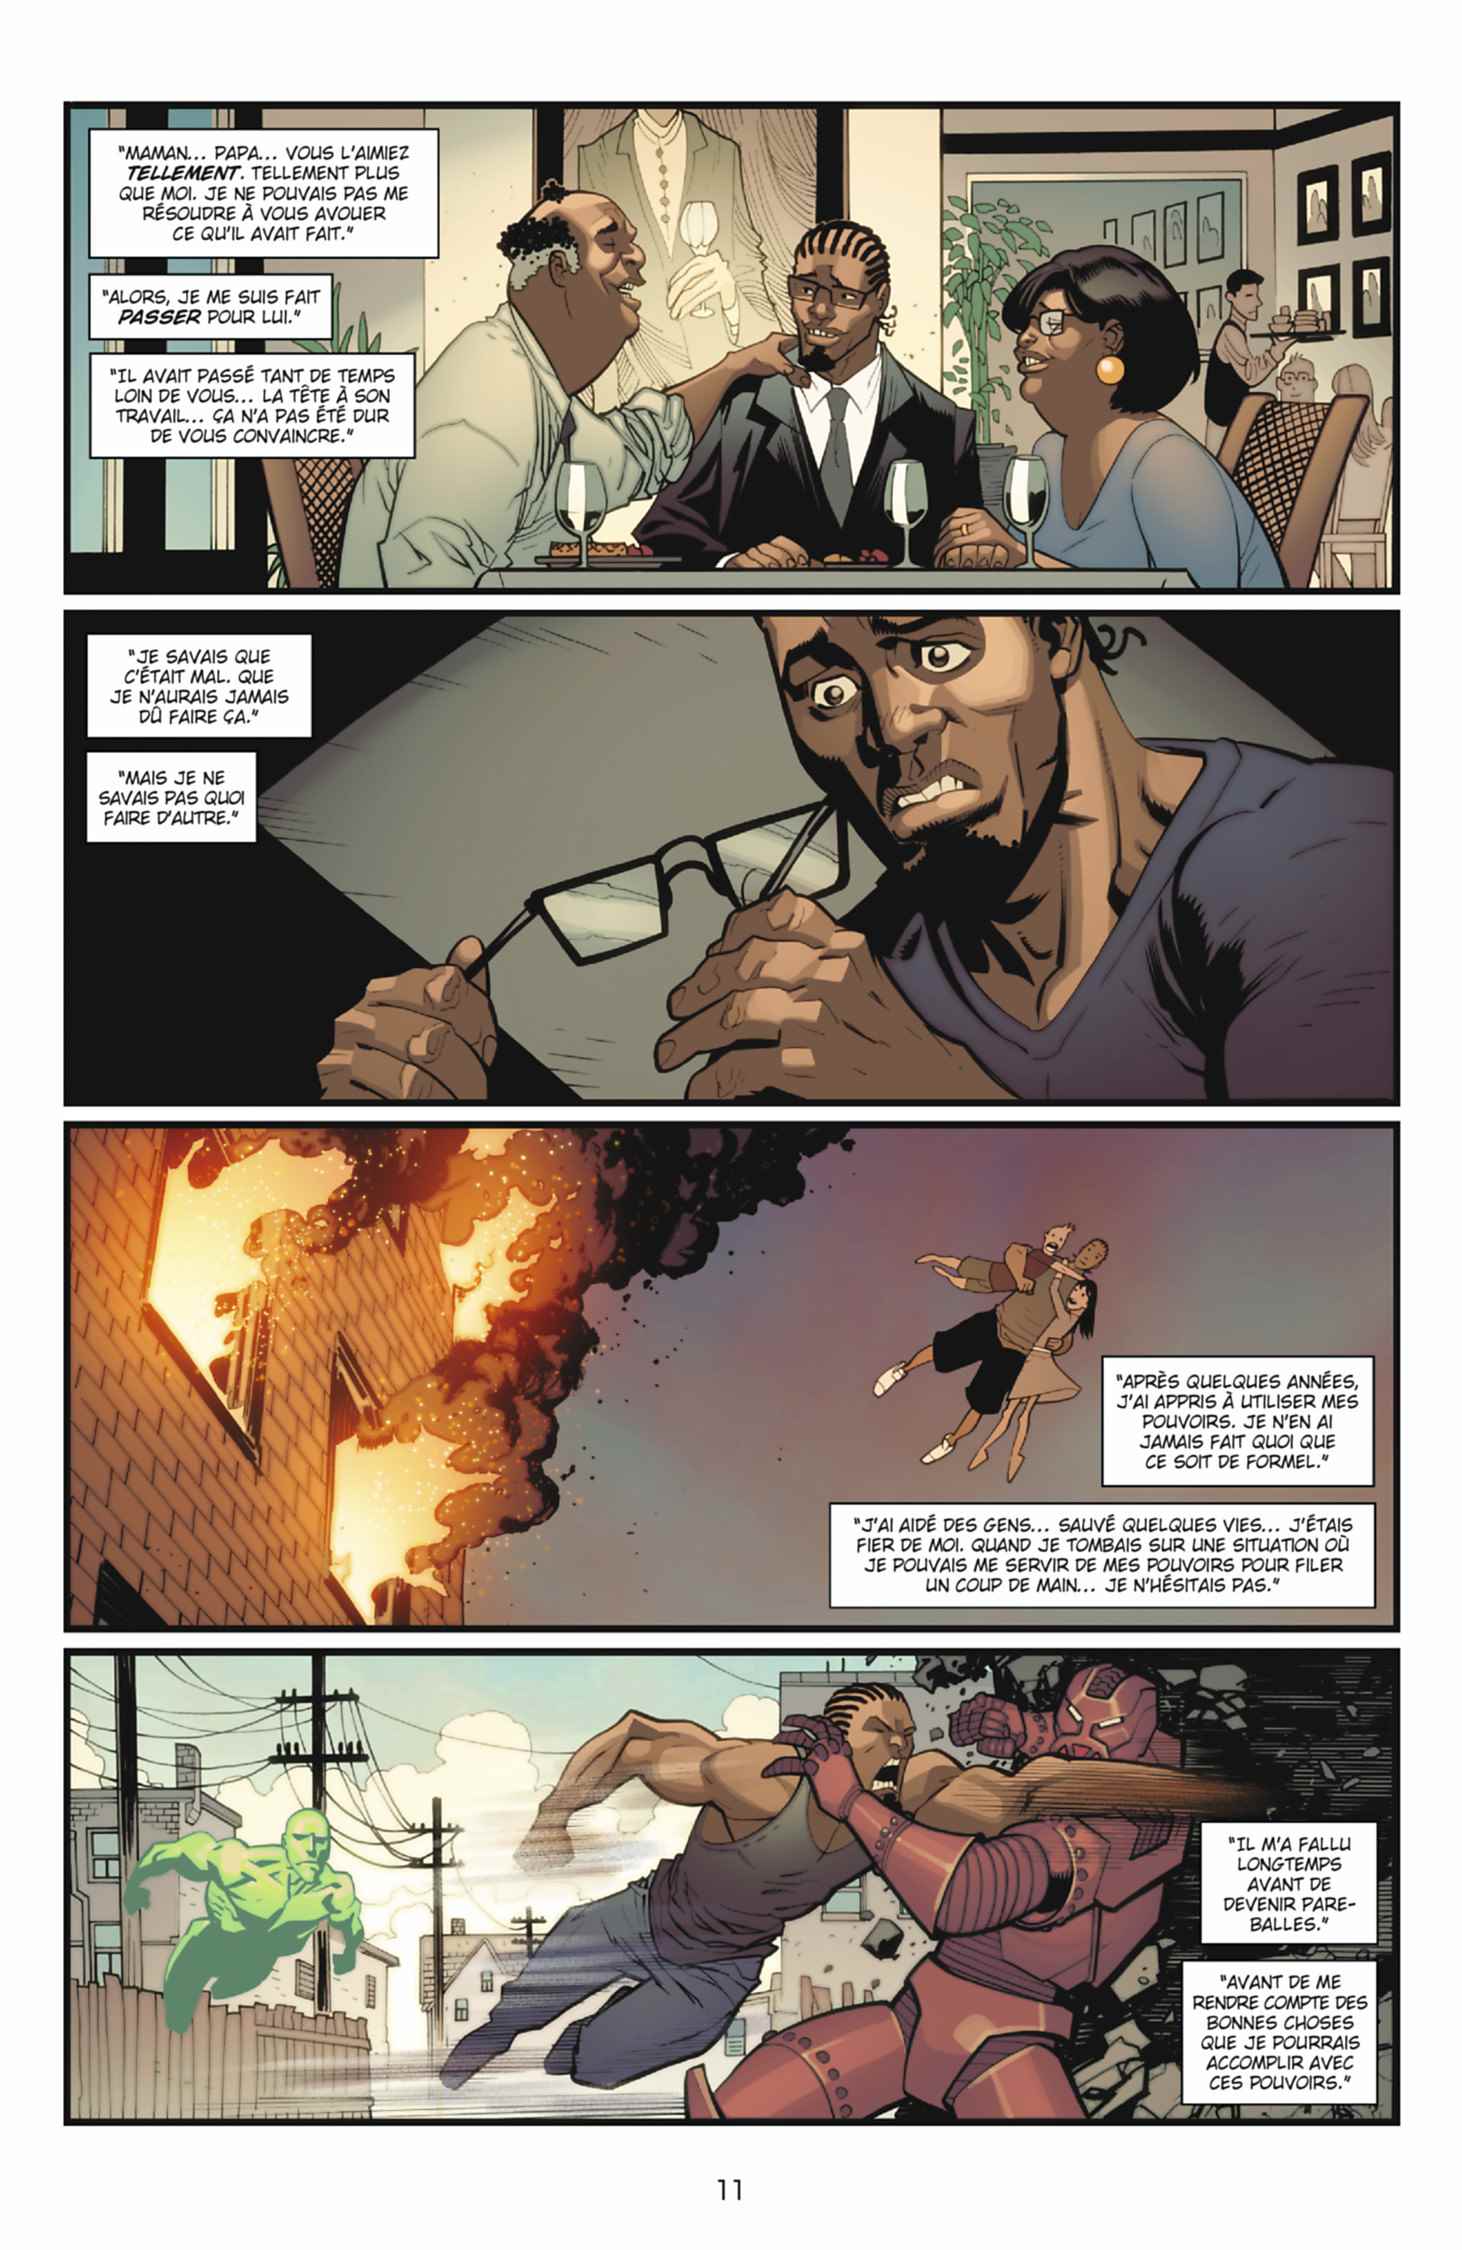 "MAMAN... PAPA... VOUS L'AIMIEZ
TELLEMENT. TELLEMENT PLUS
QUE MOI. JE NE POUVAIS PAS ME
RÉSOUDRE À VOUS AVOUER
CE QU'IL AVAIT FAIT."
"ALORS, JE ME SUIS FAIT
PASSER POUR LUI."
"IL AVAIT PASSÉ TANT DE TEMPS
LOIN DE VOUS... LA TÊTE À SON
TRAVAIL... ÇA N'A PAS ÉTÉ DUR
DE VOUS CONVAINCRE."
"JE SAVAIS QUE
C'ÉTAIT MAL. QUE
JE N'AURAIS JAMAIS
DÛ FAIRE ÇA."
"MAIS JE NE
SAVAIS PAS QUOI
FAIRE D'AUTRE."
"APRÈS QUELQUES ANNÉES,
J'AI APPRIS À UTILISER MES
POUVOIRS. JE N'EN AI
JAMAIS FAIT QUOI QUE
CE SOIT DE FORMEL."
"J'AI AIDÉ DES GENS... SAUVÉ QUELQUES VIES... J'ÉTAIS
FIER DE MOI. QUAND JE TOMBAIS SUR UNE SITUATION OÙ
JE POUVAIS ME SERVIR DE MES POUVOIRS POUR FILER
UN COUP DE MAIN... JE N'HÉSITAIS PAS."
"IL M'A FALLU
LONGTEMPS
AVANT DE
DEVENIR PARE-
BALLES."
"AVANT DE ME
RENDRE COMPTE DES
BONNES CHOSES
QUE JE POURRAIS
ACCOMPLIR AVEC
CES POUVOIRS."
11